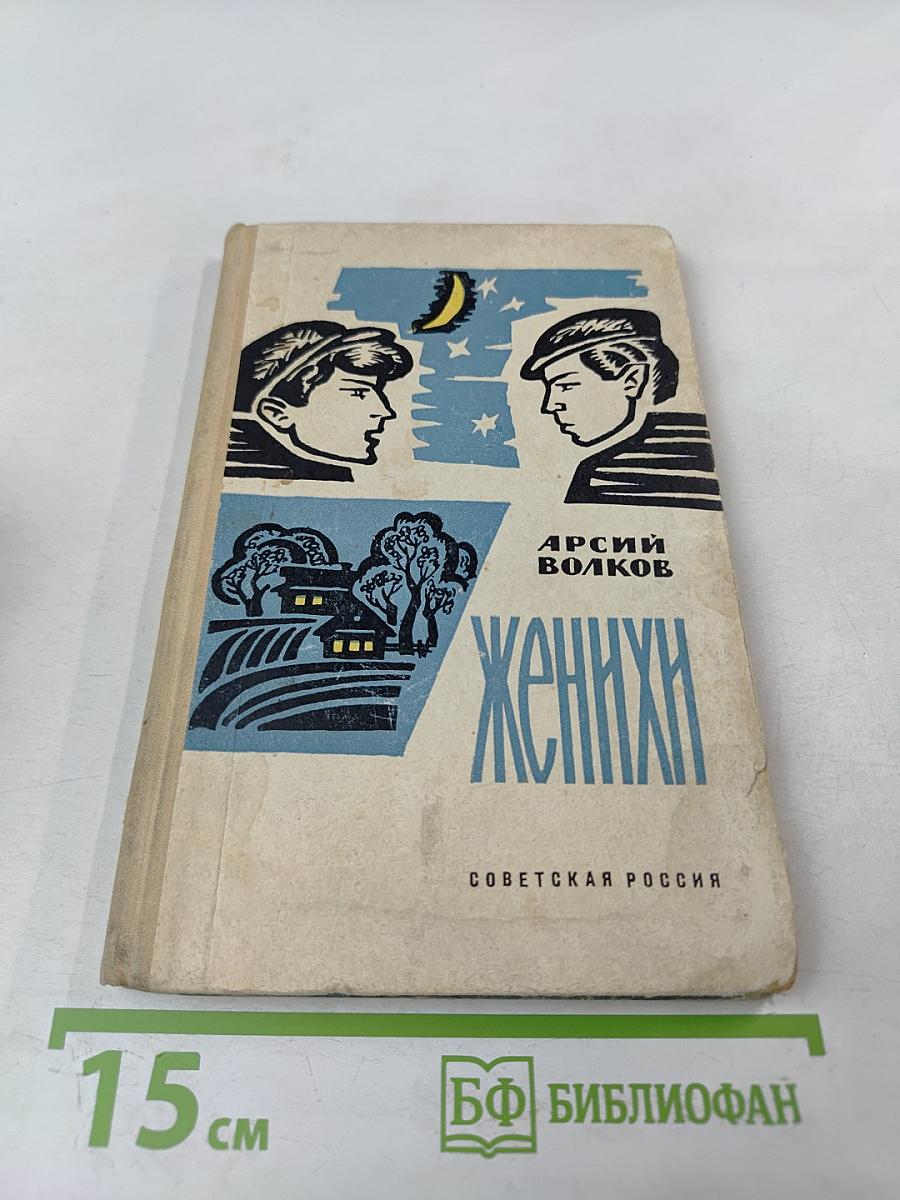 АРСИЙ
ВОЛКОВ
ЖЕНИХИ
СОВЕТСКАЯ РОССИЯ
15 см
БФ БИБЛИОФАН